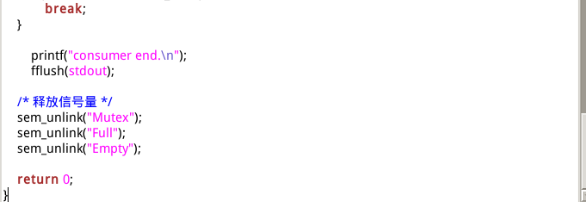 break;
}
printf("consumer end.\n");
fflush(stdout);
/* 释放信号量 */
sem_unlink("Mutex");
sem_unlink("Full");
sem_unlink("Empty");
return 0;
}